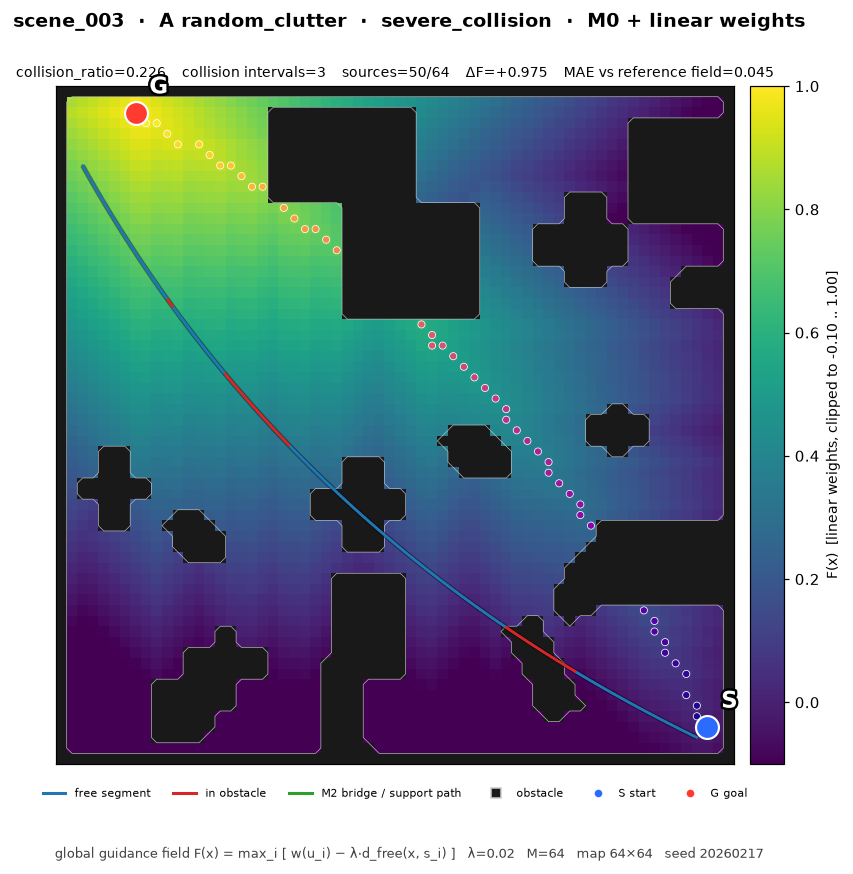 scene_003 · A random_clutter · severe_collision · M0 + linear weights
collision_ratio=0.226 collision intervals=3 sources=50/64 ΔF=+0.975 MAE vs reference field=0.045
G
S
1.0
0.8
0.6
0.4
0.2
0.0
F(x) [linear weights, clipped to -0.10 .. 1.00]
free segment
in obstacle
M2 bridge / support path
obstacle
S start
G goal
global guidance field F(x) = max_i [ w(u_i) − λ·d_free(x, s_i) ] λ=0.02 M=64 map 64×64 seed 20260217